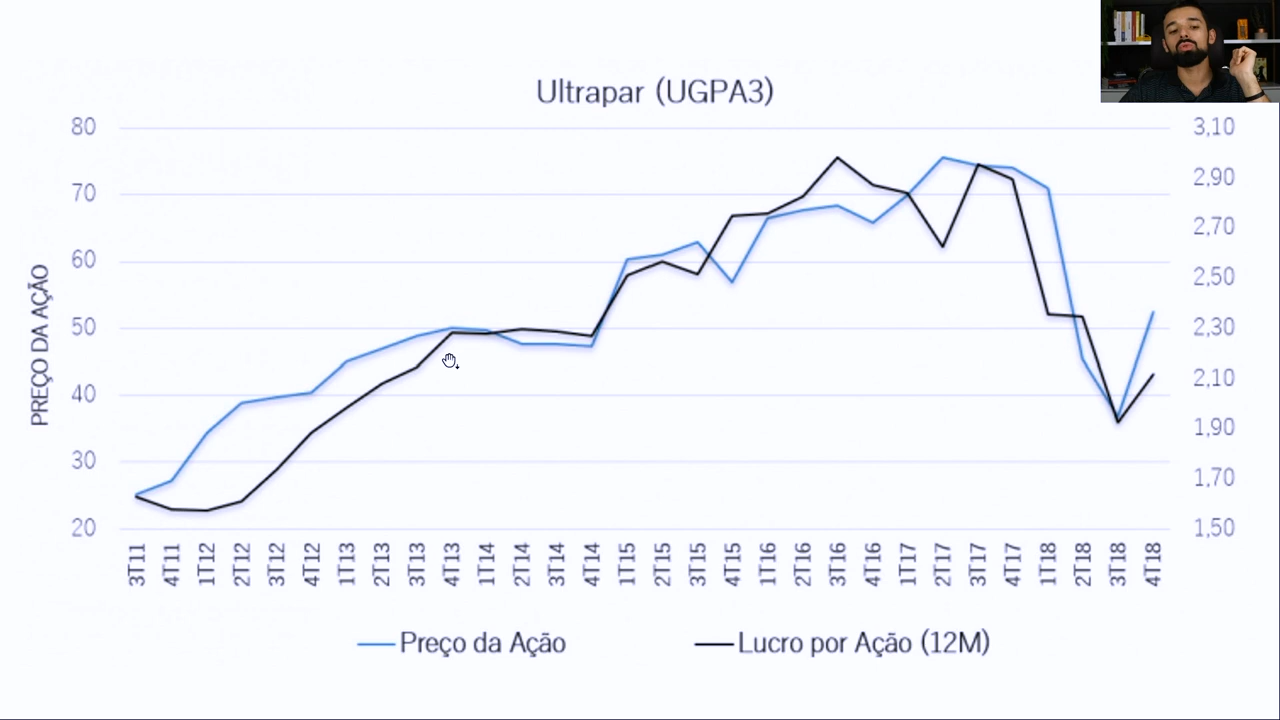 Ultrapar (UGPA3)
80
70
60
50
40
30
20
PREÇO DA AÇÃO
3,10
2,90
2,70
2,50
2,30
2,10
1,90
1,70
1,50
3T11
4T11
1T12
2T12
3T12
4T12
1T13
2T13
3T13
4T13
1T14
2T14
3T14
4T14
1T15
2T15
3T15
4T15
1T16
2T16
3T16
4T16
1T17
2T17
3T17
4T17
1T18
2T18
3T18
4T18
Preço da Ação
Lucro por Ação (12M)